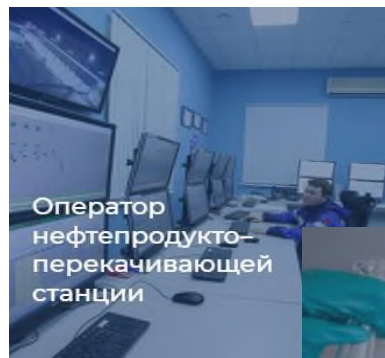 Оператор
нефтепродукто–
перекачивающей
станции